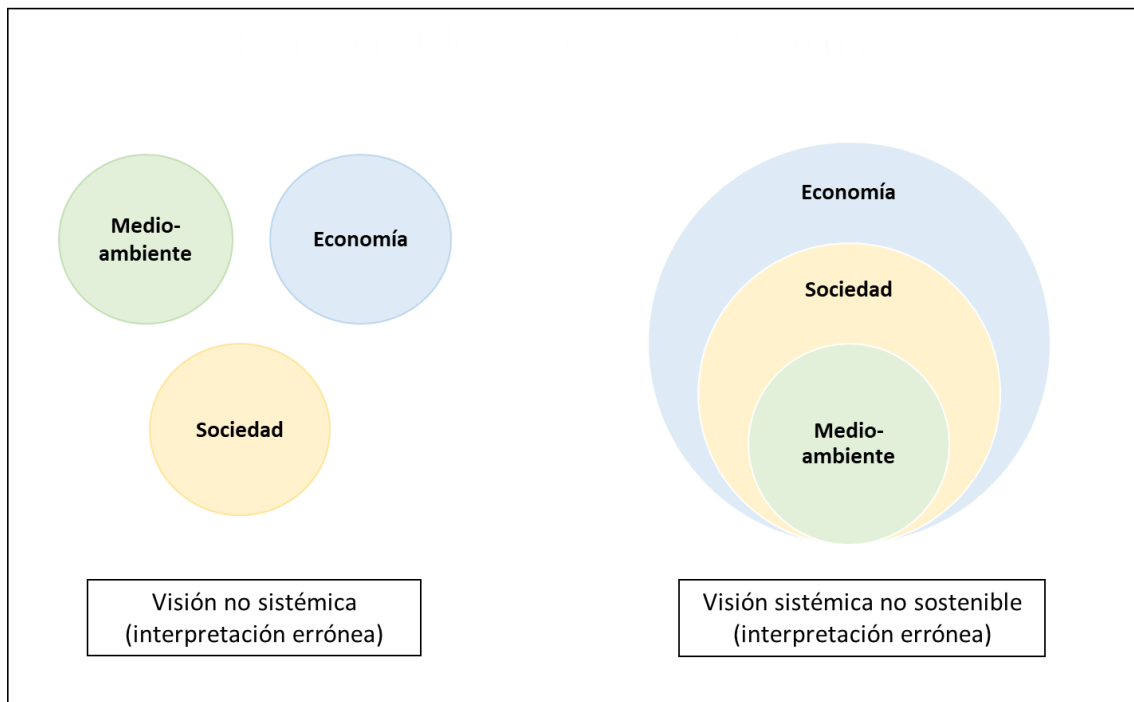 Medio-
ambiente
Economía
Sociedad
Visión no sistémica
(interpretación errónea)
Economía
Sociedad
Medio-
ambiente
Visión sistémica no sostenible
(interpretación errónea)